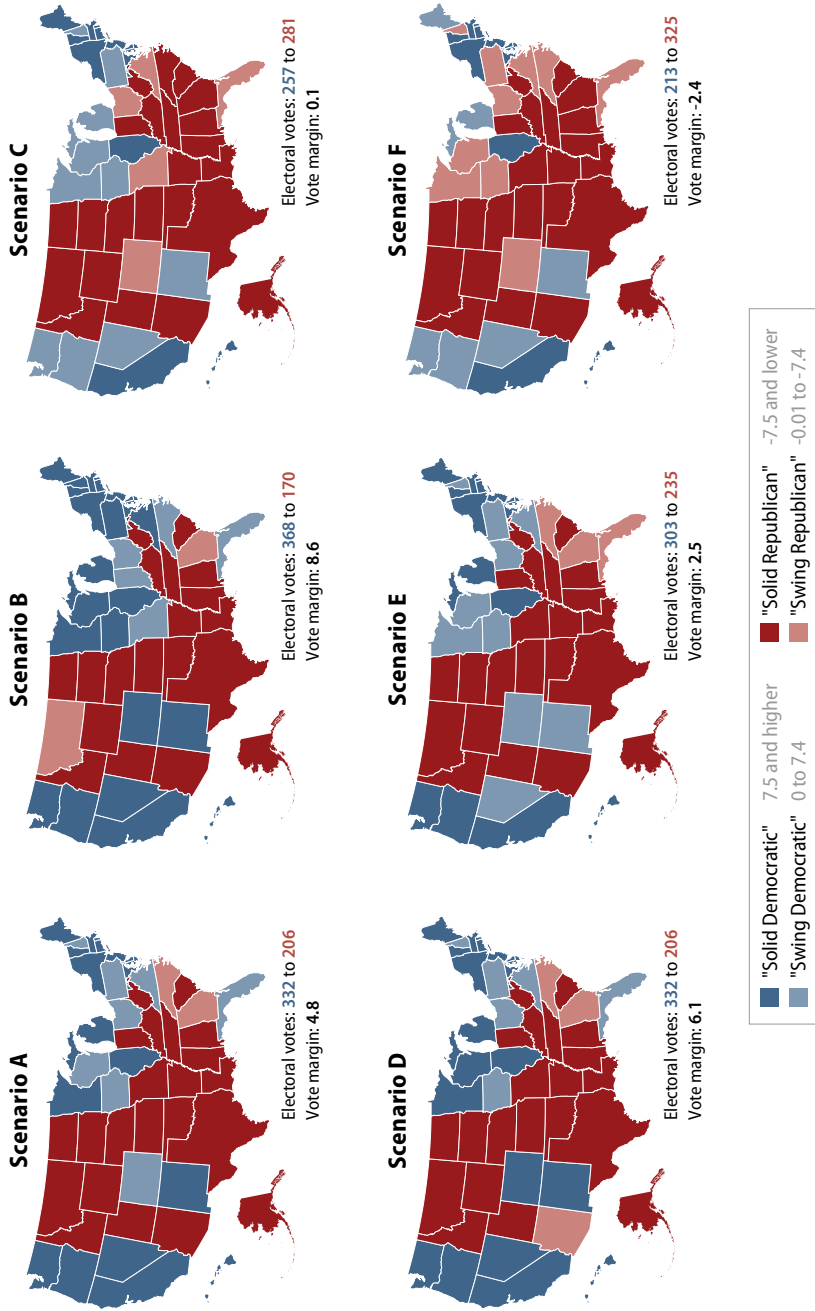 Scenario A
Electoral votes: 332 to 206
Vote margin: 4.8
Scenario B
Electoral votes: 368 to 170
Vote margin: 8.6
Scenario C
Electoral votes: 257 to 281
Vote margin: 0.1
Scenario D
Electoral votes: 332 to 206
Vote margin: 6.1
Scenario E
Electoral votes: 303 to 235
Vote margin: 2.5
Scenario F
Electoral votes: 213 to 325
Vote margin: -2.4
"Solid Democratic" 7.5 and higher "Solid Republican" -7.5 and lower
"Swing Democratic" 0 to 7.4 "Swing Republican" -0.01 to -7.4